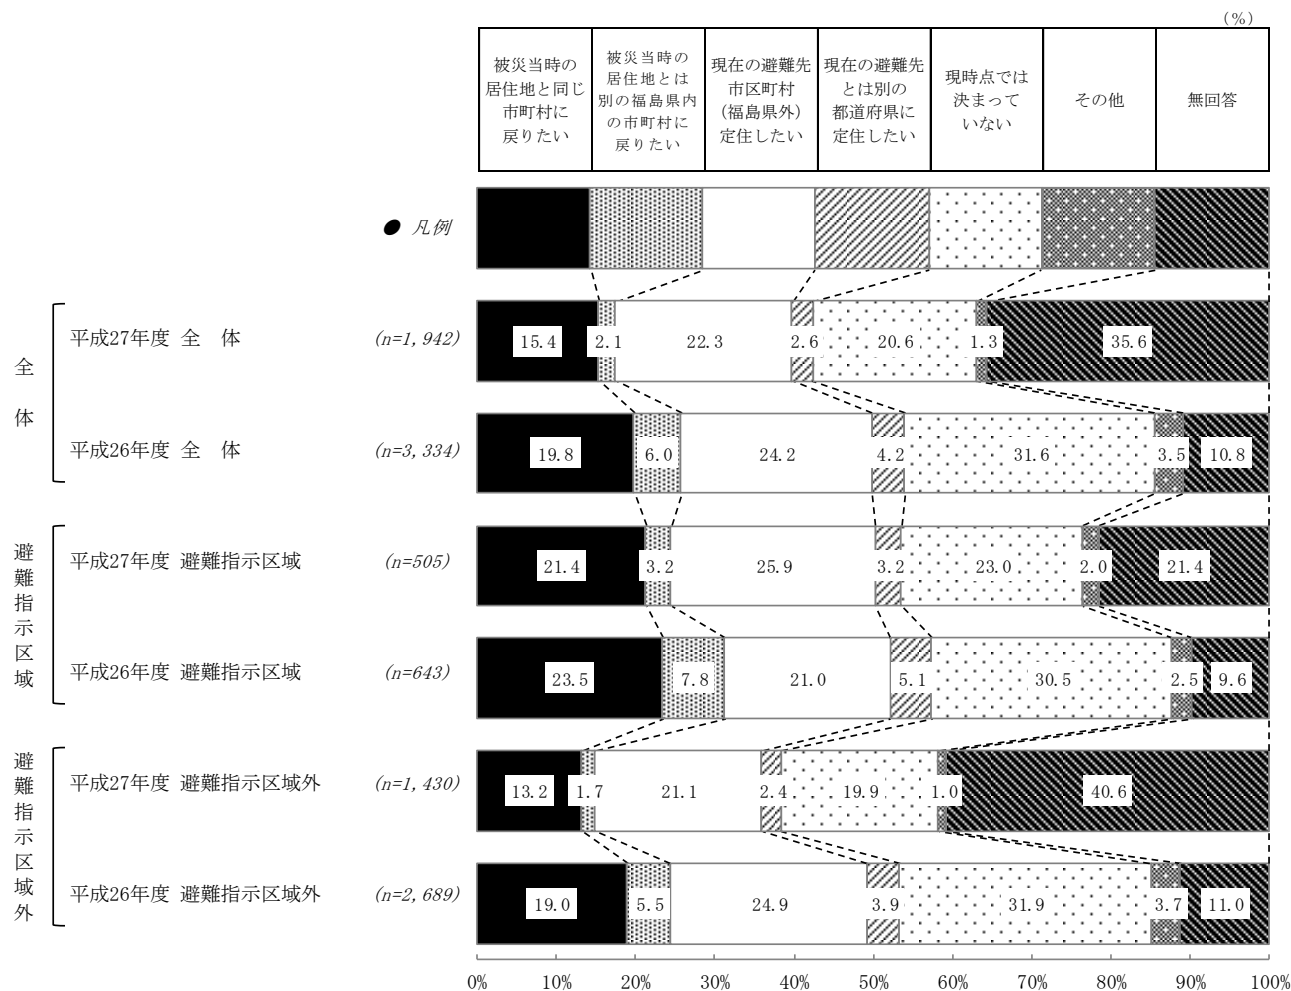 （％）
被災当時の
居住地と同じ
市町村に
戻りたい
被災当時の
居住地とは
別の福島県内
の市町村に
戻りたい
現在の避難先
市区町村
（福島県外）
定住したい
現在の避難先
とは別の
都道府県に
定住したい
現時点では
決まって
いない
その他
無回答
● 凡例
全体
平成27年度 全　体 (n=1,942) 15.4 2.1 22.3 2.6 20.6 1.3 35.6
平成26年度 全　体 (n=3,334) 19.8 6.0 24.2 4.2 31.6 3.5 10.8
避難指示区域
平成27年度 避難指示区域 (n=505) 21.4 3.2 25.9 3.2 23.0 2.0 21.4
平成26年度 避難指示区域 (n=643) 23.5 7.8 21.0 5.1 30.5 2.5 9.6
避難指示区域外
平成27年度 避難指示区域外 (n=1,430) 13.2 1.7 21.1 2.4 19.9 1.0 40.6
平成26年度 避難指示区域外 (n=2,689) 19.0 5.5 24.9 3.9 31.9 3.7 11.0
0% 10% 20% 30% 40% 50% 60% 70% 80% 90% 100%